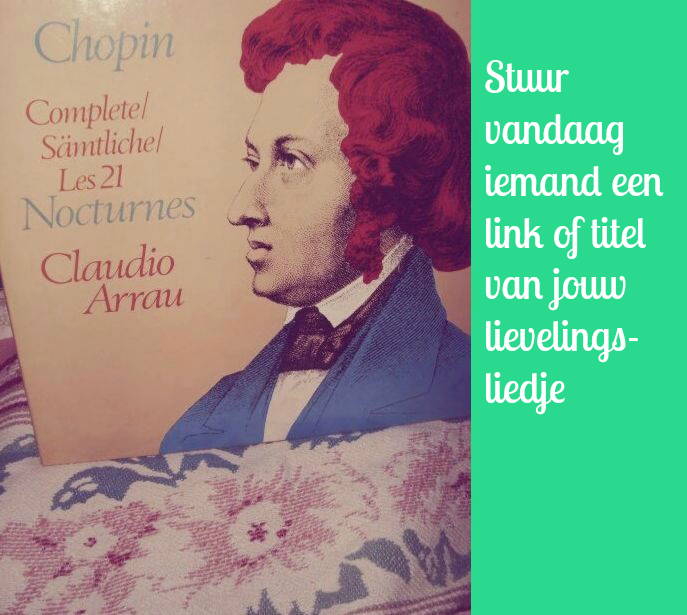 Chopin
Complete/
Sämtliche/
Les 21
Nocturnes
Claudio
Arrau
Stuur
vandaag
iemand een
link of titel
van jouw
lievelings-
liedje